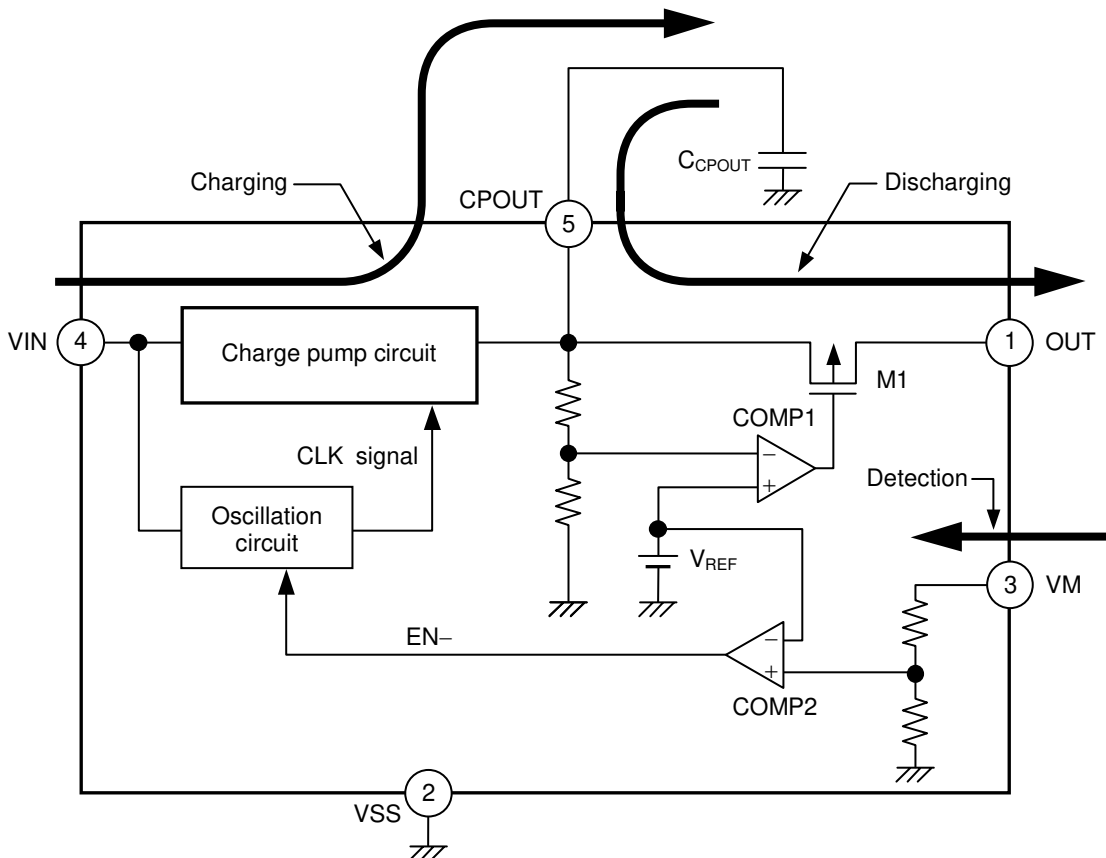 Charging
CPOUT
5
C_CPOUT
Discharging
VIN
4
Charge pump circuit
1
OUT
M1
COMP1
−
+
CLK signal
Detection
Oscillation
circuit
V_REF
3
VM
EN−
−
+
COMP2
VSS
2